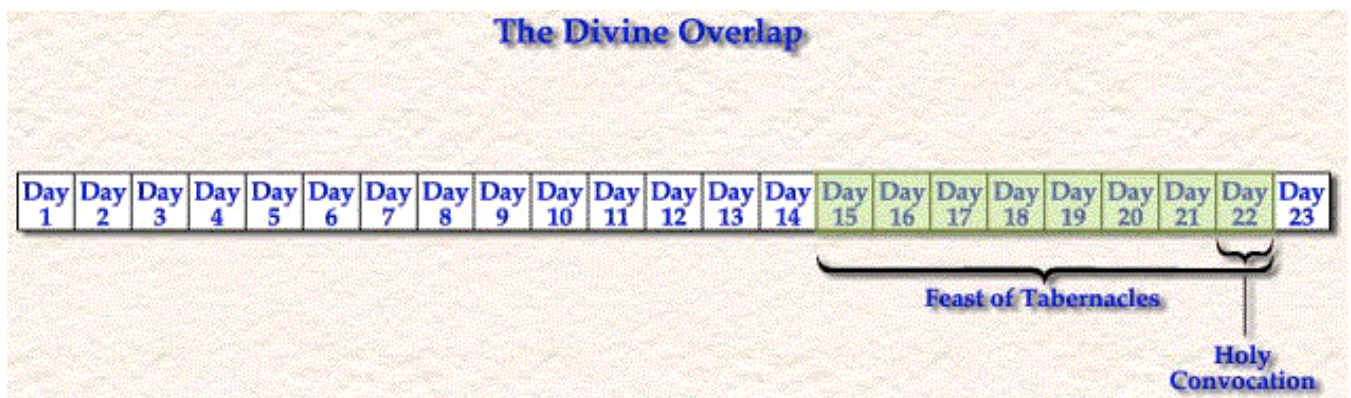 The Divine Overlap
Day Day Day Day Day Day Day Day Day Day Day Day Day Day Day Day Day Day Day Day Day Day Day
1 2 3 4 5 6 7 8 9 10 11 12 13 14 15 16 17 18 19 20 21 22 23
Feast of Tabernacles
Holy
Convocation